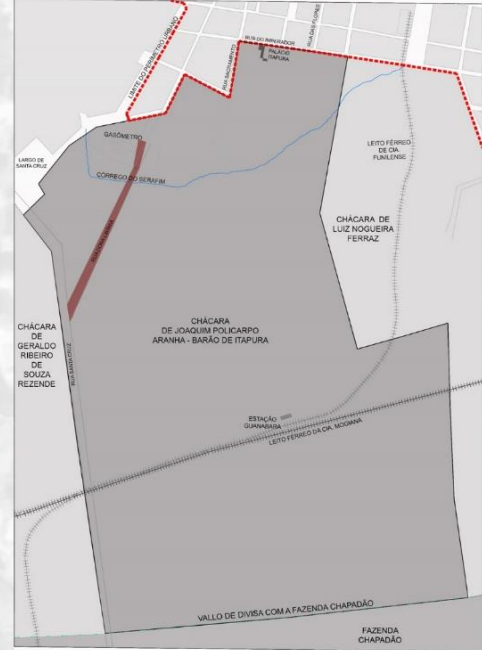 LIMITE DO PERÍMETRO URBANO
RUA SACRAMENTO
RUA DO IMPERADOR
PALÁCIO
ITAPURA
RUA DAS FLORES
GASÔMETRO
LARGO DE
SANTA CRUZ
CÓRREGO DO SERAFIM
LEITO FÉRREO
DE CIA.
FUNILENSE
CHÁCARA DE
LUIZ NOGUEIRA
FERRAZ
CHÁCARA
DE JOAQUIM POLICARPO
ARANHA - BARÃO DE ITAPURA
CHÁCARA
DE
GERALDO
RIBEIRO
DE
SOUZA
REZENDE
RUA SANTA CRUZ
ESTAÇÃO
GUANABARA
LEITO FÉRREO DA CIA. MOGIANA
VALLO DE DIVISA COM A FAZENDA CHAPADÃO
FAZENDA
CHAPADÃO